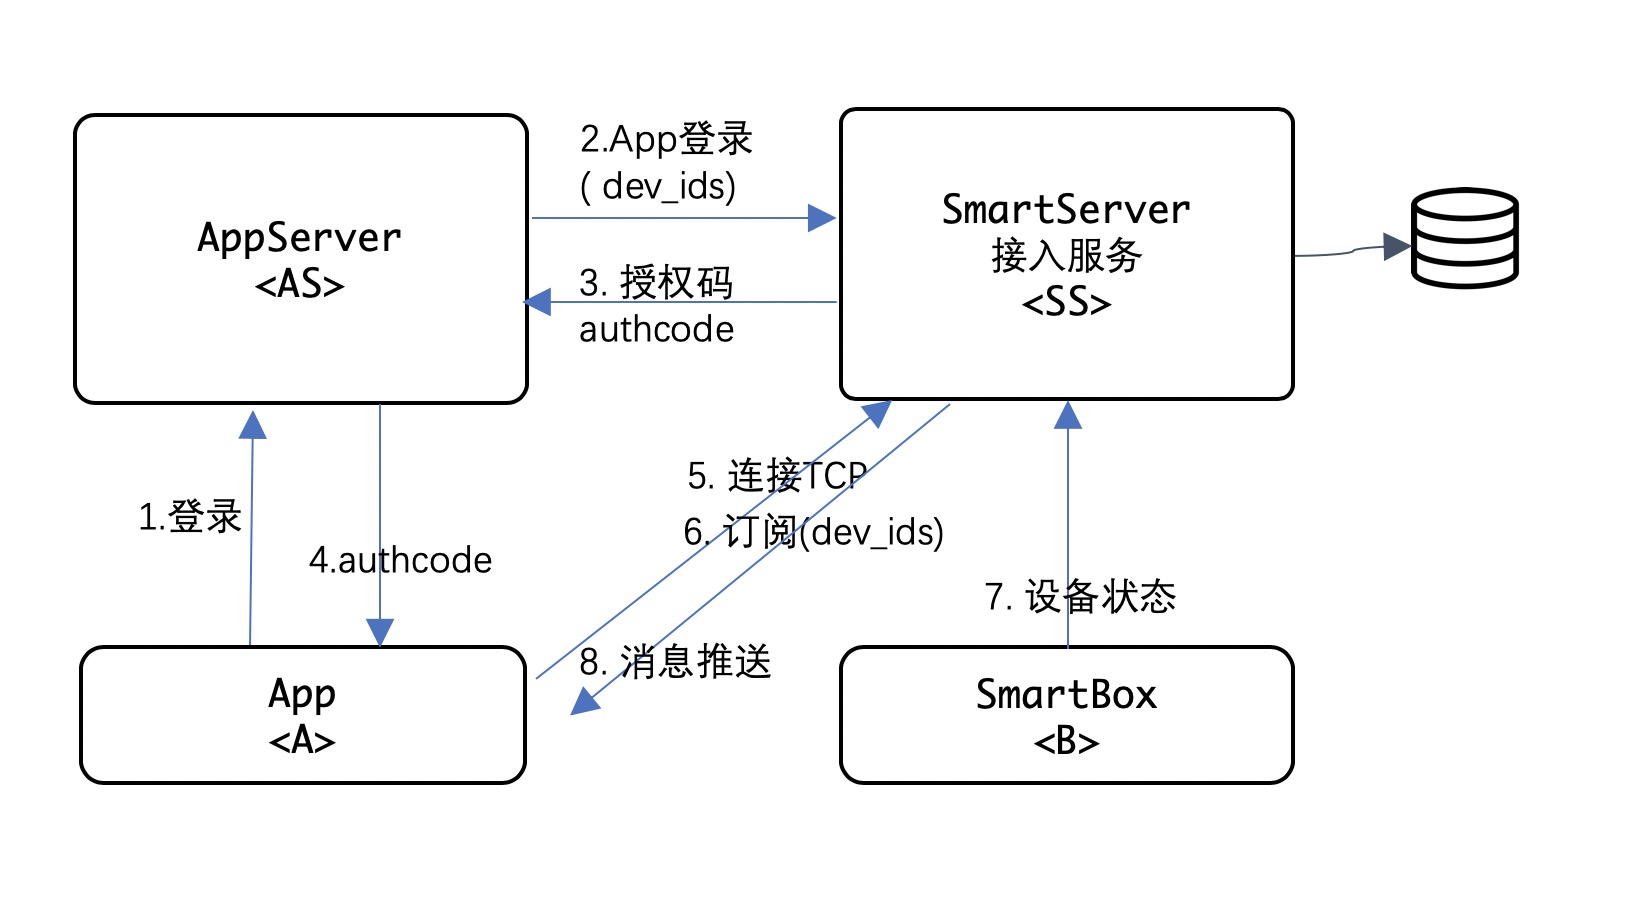 2.App登录
( dev_ids)
AppServer
<AS>
SmartServer
接入服务
<SS>
3. 授权码
authcode
1.登录
4.authcode
5. 连接TCP
6. 订阅(dev_ids)
7. 设备状态
8. 消息推送
App
<A>
SmartBox
<B>